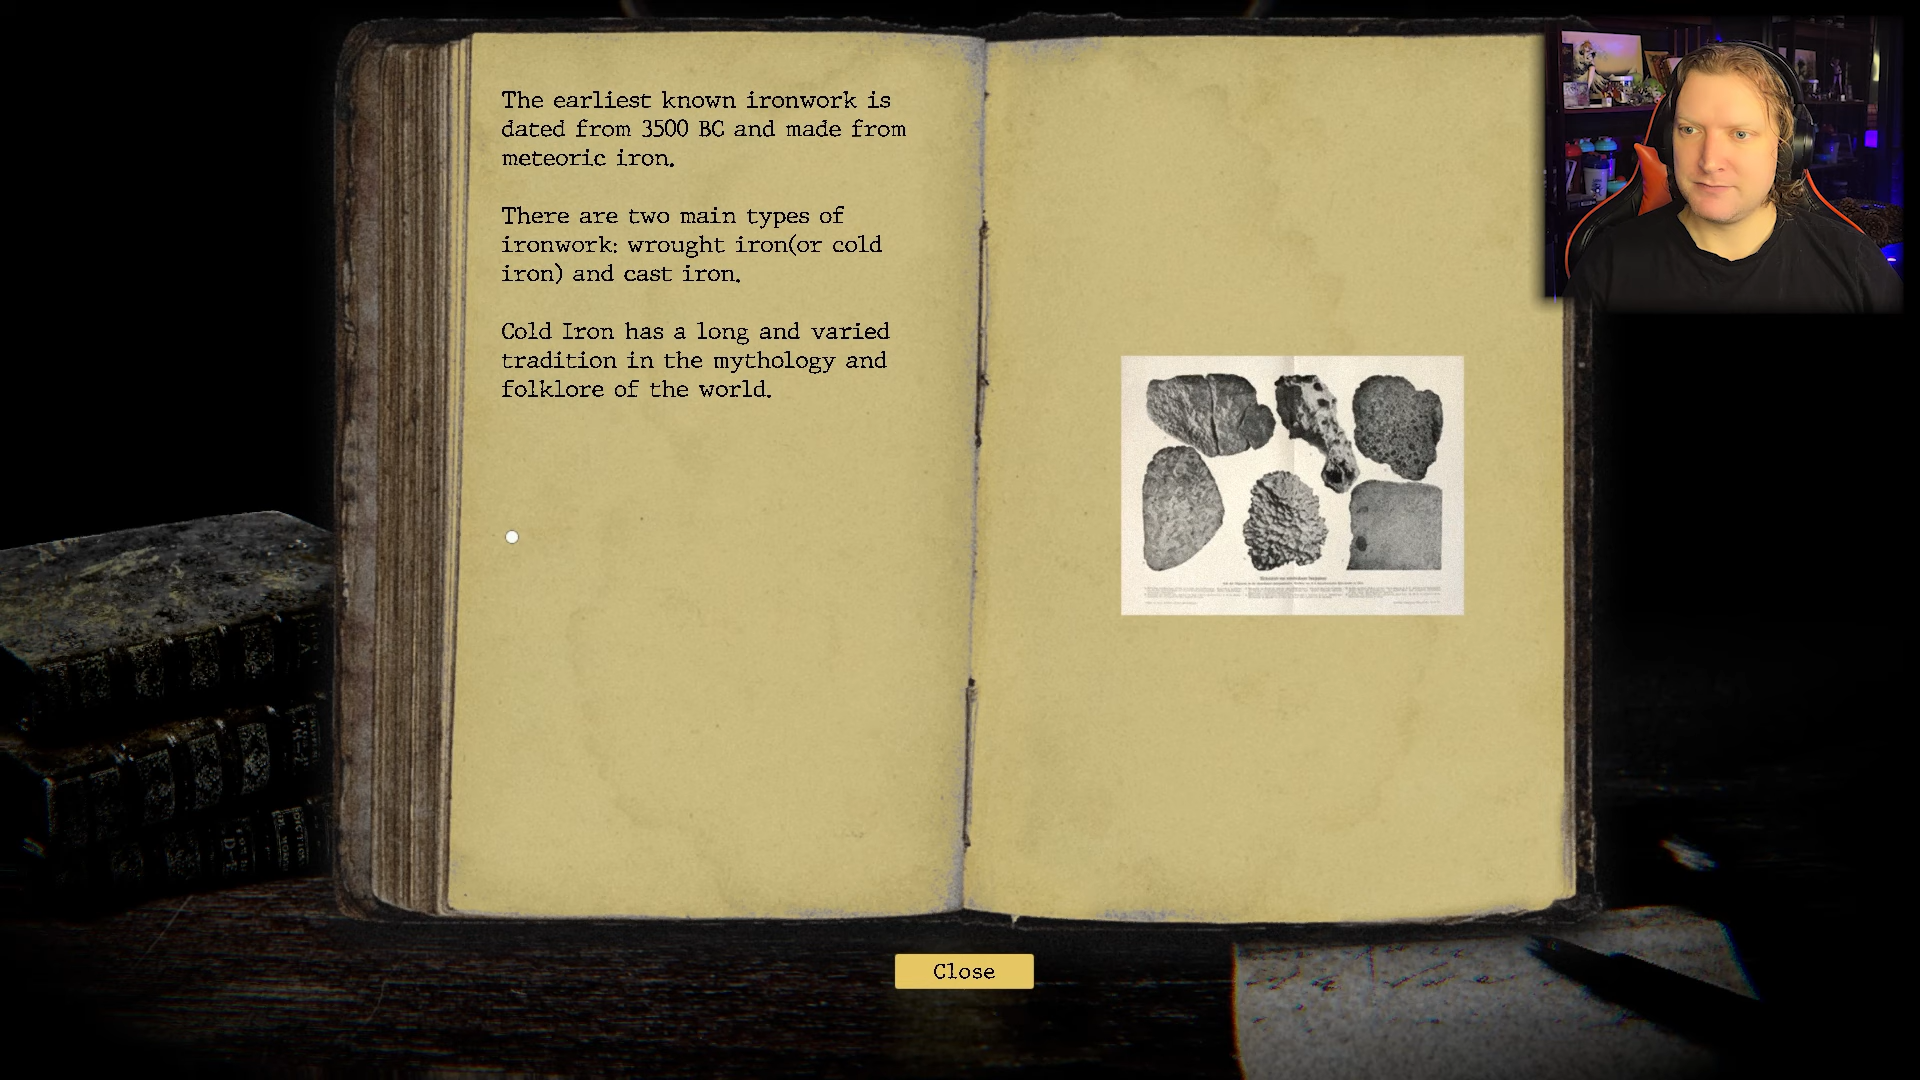 The earliest known ironwork is
dated from 3500 BC and made from
meteoric iron.
There are two main types of
ironwork: wrought iron(or cold
iron) and cast iron.
Cold Iron has a long and varied
tradition in the mythology and
folklore of the world.
Close